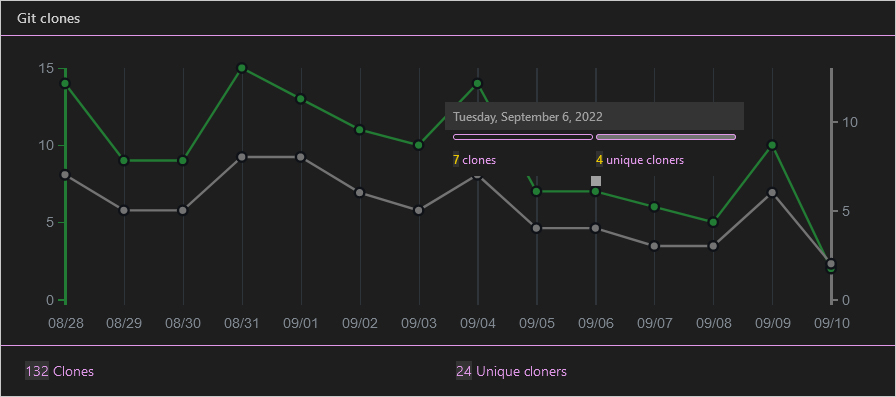 Git clones
15
10
5
0
10
5
0
Tuesday, September 6, 2022
7 clones
4 unique cloners
08/28 08/29 08/30 08/31 09/01 09/02 09/03 09/04 09/05 09/06 09/07 09/08 09/09 09/10
132 Clones
24 Unique cloners